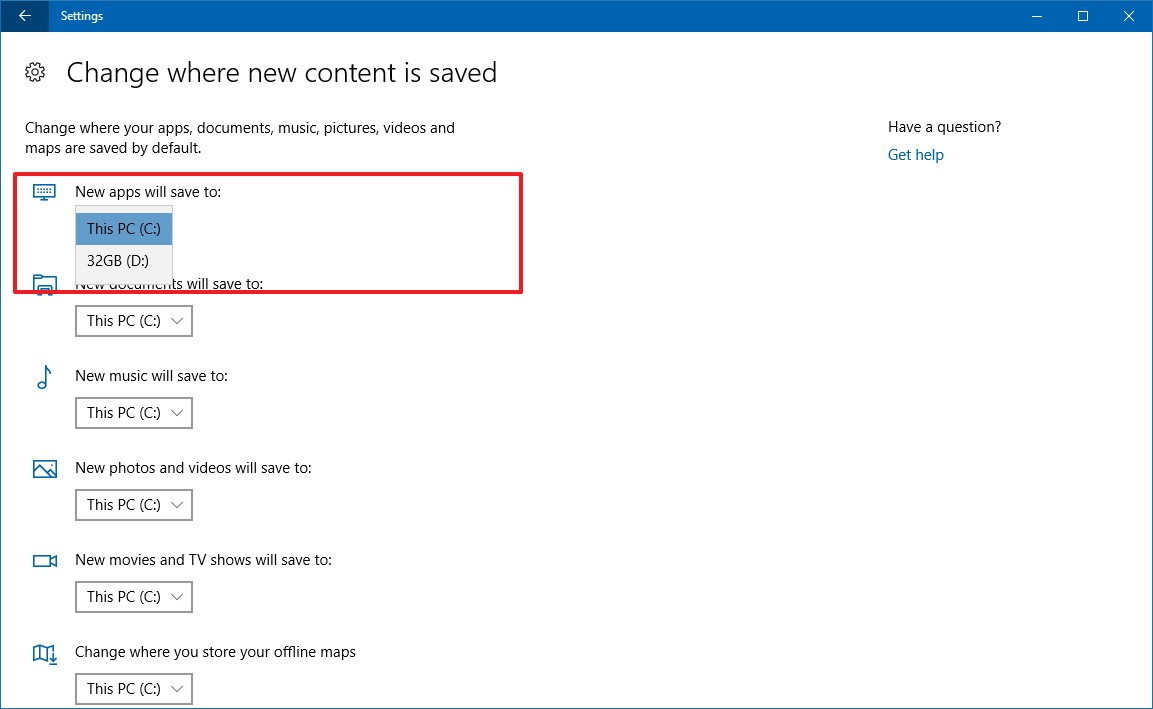 Settings
Change where new content is saved
Change where your apps, documents, music, pictures, videos and
maps are saved by default.
Have a question?
Get help
New apps will save to:
This PC (C:)
32GB (D:)
New documents will save to:
This PC (C:)
New music will save to:
This PC (C:)
New photos and videos will save to:
This PC (C:)
New movies and TV shows will save to:
This PC (C:)
Change where you store your offline maps
This PC (C:)